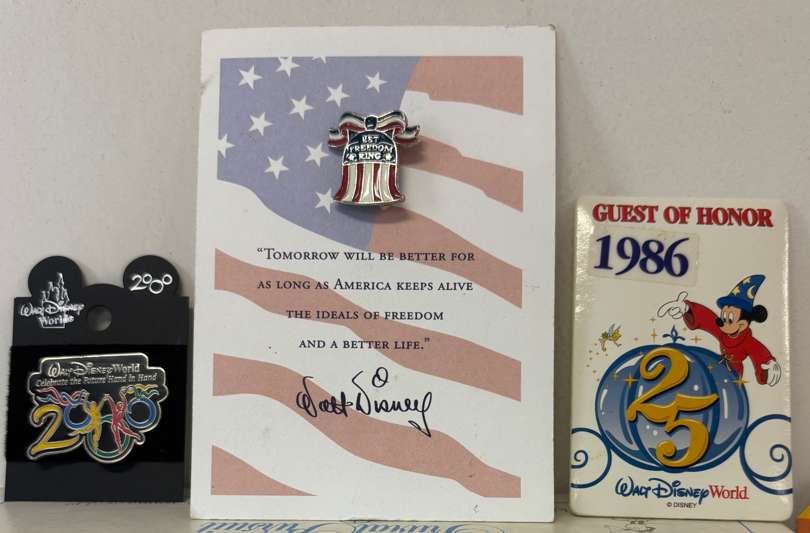 2000
Walt Disney
World
Walt Disney World
Celebrate the Future Hand in Hand
2000
LET
FREEDOM
RING
“TOMORROW WILL BE BETTER FOR
AS LONG AS AMERICA KEEPS ALIVE
THE IDEALS OF FREEDOM
AND A BETTER LIFE.”
Walt Disney
GUEST OF HONOR
1986
25
Walt Disney World
© DISNEY
Trivial Pursuit